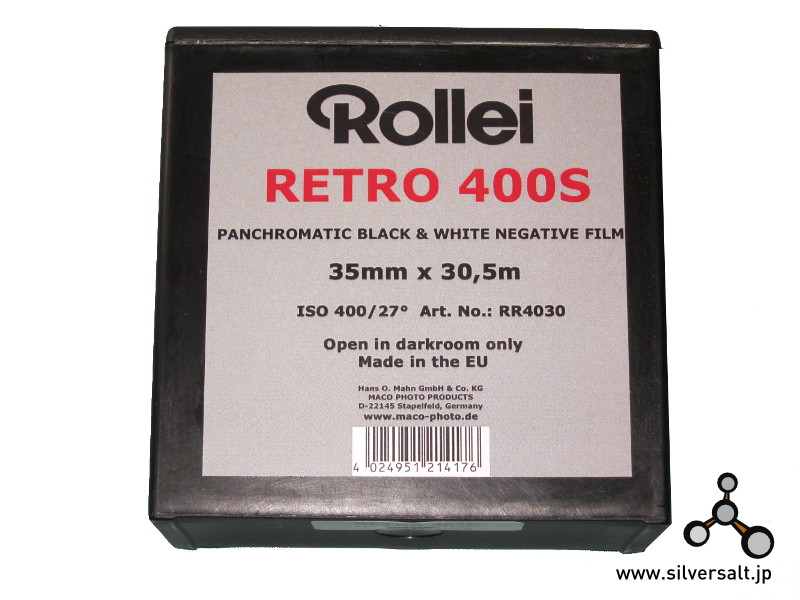 Rollei
RETRO 400S
PANCHROMATIC BLACK & WHITE NEGATIVE FILM
35mm x 30,5m
ISO 400/27° Art. No.: RR4030
Open in darkroom only
Made in the EU
Hans O. Mahn GmbH & Co. KG
MACO PHOTO PRODUCTS
D-22145 Stapelfeld, Germany
www.maco-photo.de
4 024951 214176
www.silversalt.jp